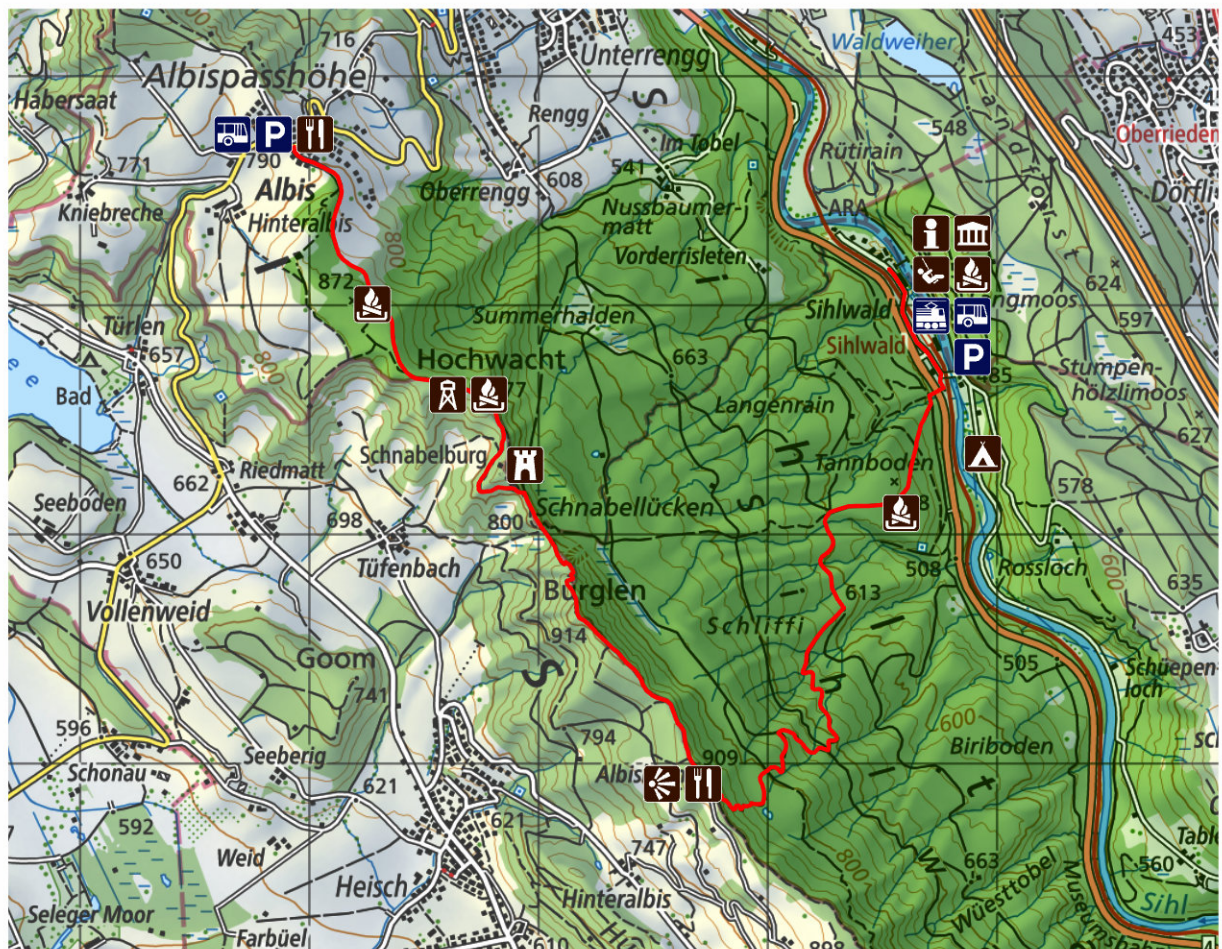 Waldweiher
716
Unterrengg
453
Albispasshöhe
Habersaat
S
Landforst
Rengg
548
Oberrieden
P
Im Tobel
Rütirain
790
771
541
Albis
Oberrengg
608
Dörfli
Kniebreche
Nussbaumer-
matt
ARA
Hinteralbis
800
Vorderrisleten
i
i
872
624
Summerhalden
Sihlwald
597
Türlen
657
Sihlwald
663
Hochwacht
P
800
Stumpen-
hölzlimoos
Bad
Langenrain
627
Schnabelburg
h
Tannboden
Riedmatt
662
578
Seeboden
Schnabellücken
s
698
800
650
Tüfenbach
508
Rossloch
600
635
Bürglen
613
Vollenweid
i
l
Schliffi
914
S
Goom
505
Schüepen-
loch
h
741
600
596
794
Biriboden
Seeberig
909
Schonau
621
l
t
592
621
747
W
663
560
Weid
800
Heisch
Wüesttobel
Hinteralbis
Sihl
Seleger Moor
Farbüel
610
898